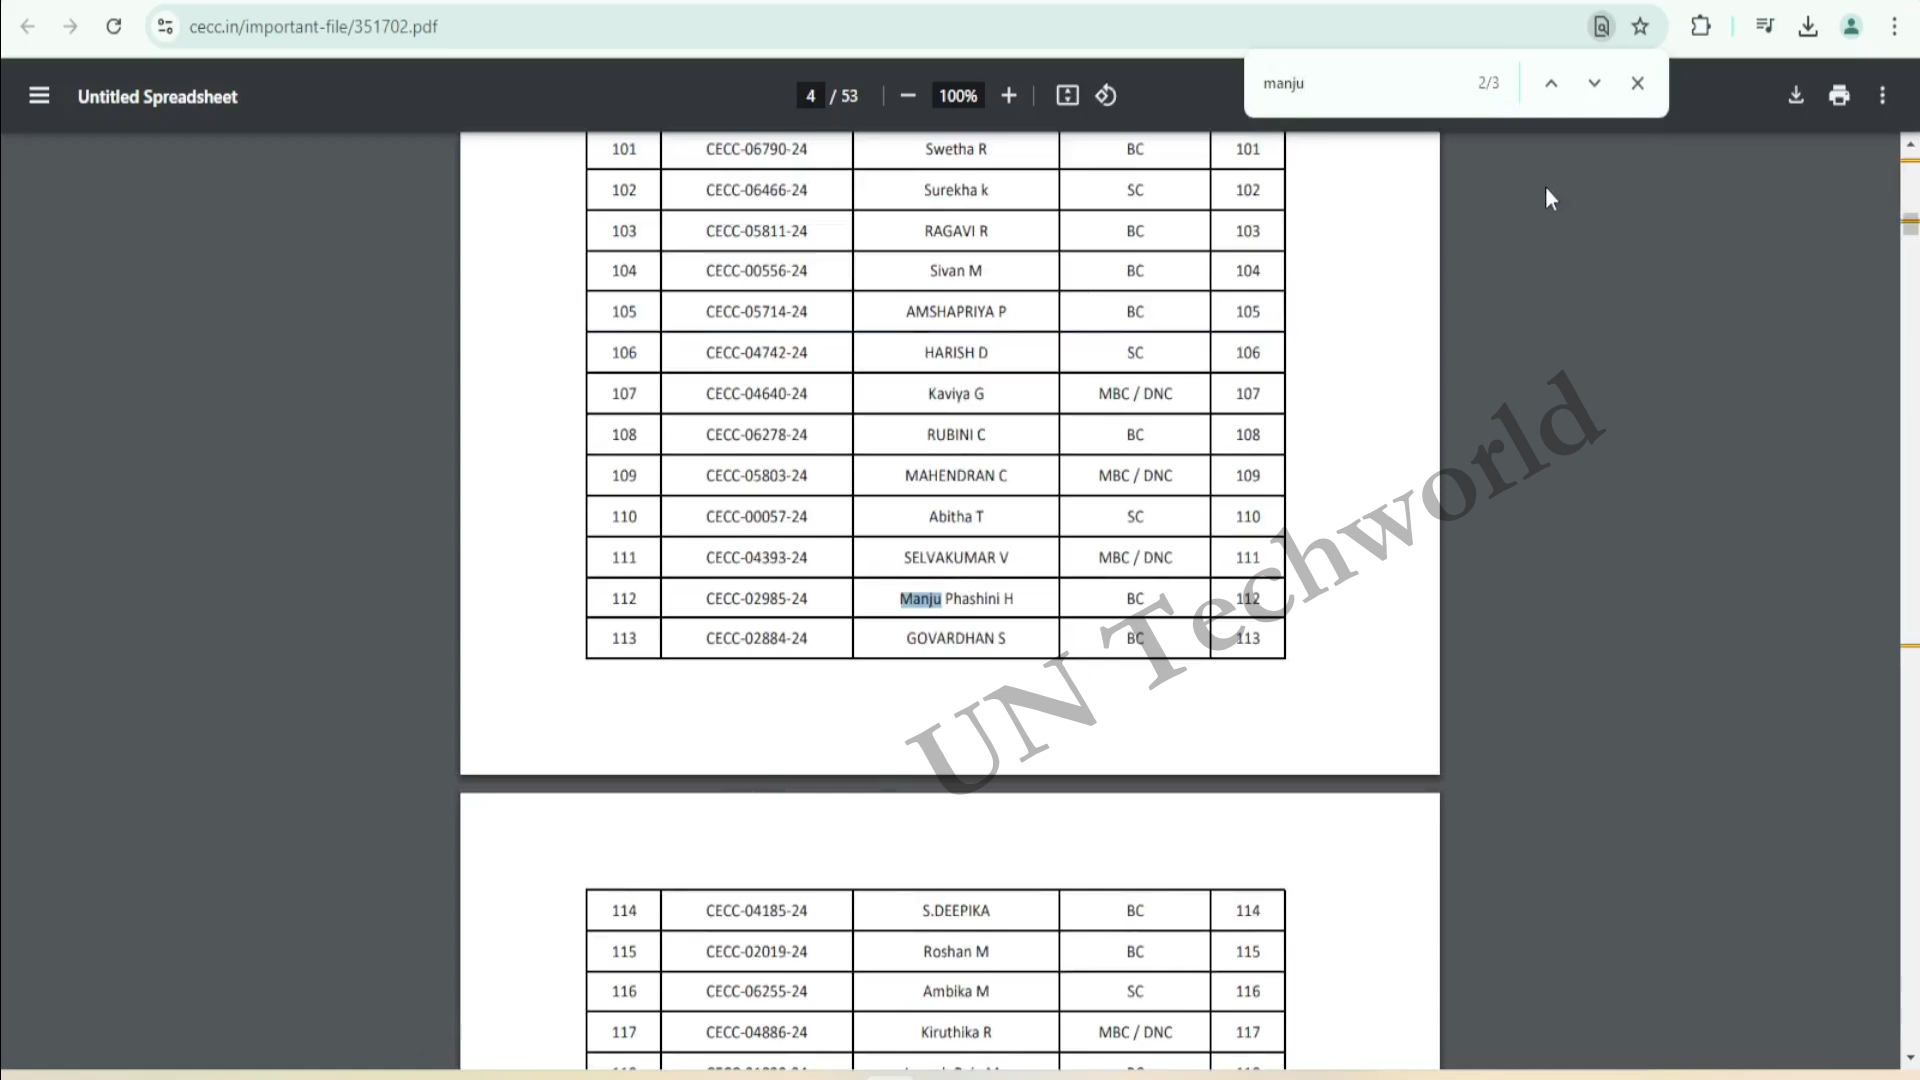 cecc.in/important-file/351702.pdf
manju 2/3
Untitled Spreadsheet 4 / 53 100%
101 CECC-06790-24 Swetha R BC 101
102 CECC-06466-24 Surekha k SC 102
103 CECC-05811-24 RAGAVI R BC 103
104 CECC-00556-24 Sivan M BC 104
105 CECC-05714-24 AMSHAPRIYA P BC 105
106 CECC-04742-24 HARISH D SC 106
107 CECC-04640-24 Kaviya G MBC / DNC 107
108 CECC-06278-24 RUBINI C BC 108
109 CECC-05803-24 MAHENDRAN C MBC / DNC 109
110 CECC-00057-24 Abitha T SC 110
111 CECC-04393-24 SELVAKUMAR V MBC / DNC 111
112 CECC-02985-24 Manju Phashini H BC 112
113 CECC-02884-24 GOVARDHAN S BC 113
UN Techworld
114 CECC-04185-24 S.DEEPIKA BC 114
115 CECC-02019-24 Roshan M BC 115
116 CECC-06255-24 Ambika M SC 116
117 CECC-04886-24 Kiruthika R MBC / DNC 117